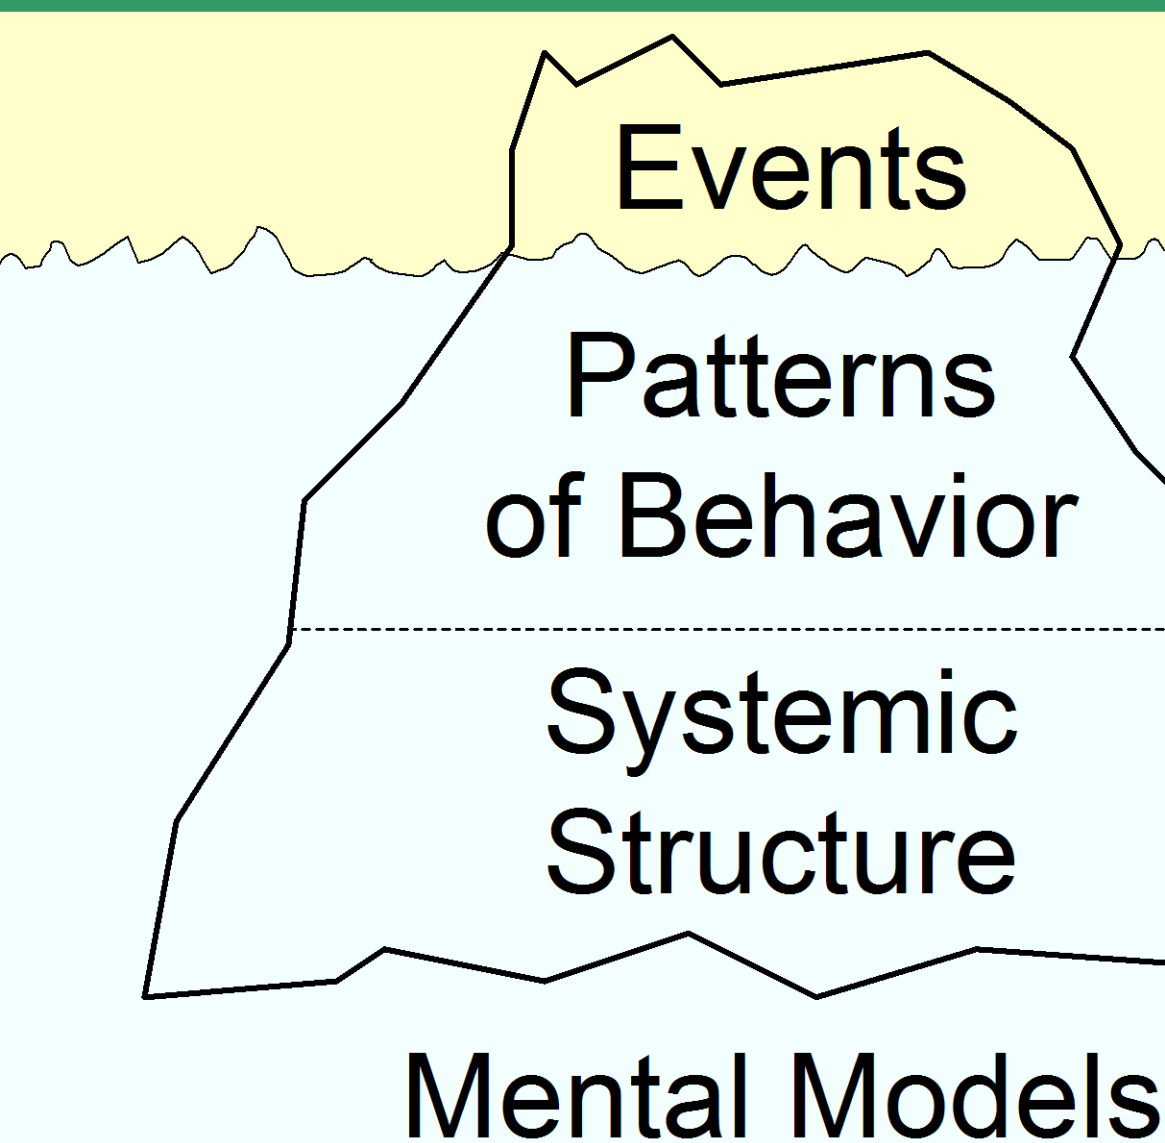 Events
Patterns
of Behavior
Systemic
Structure
Mental Models